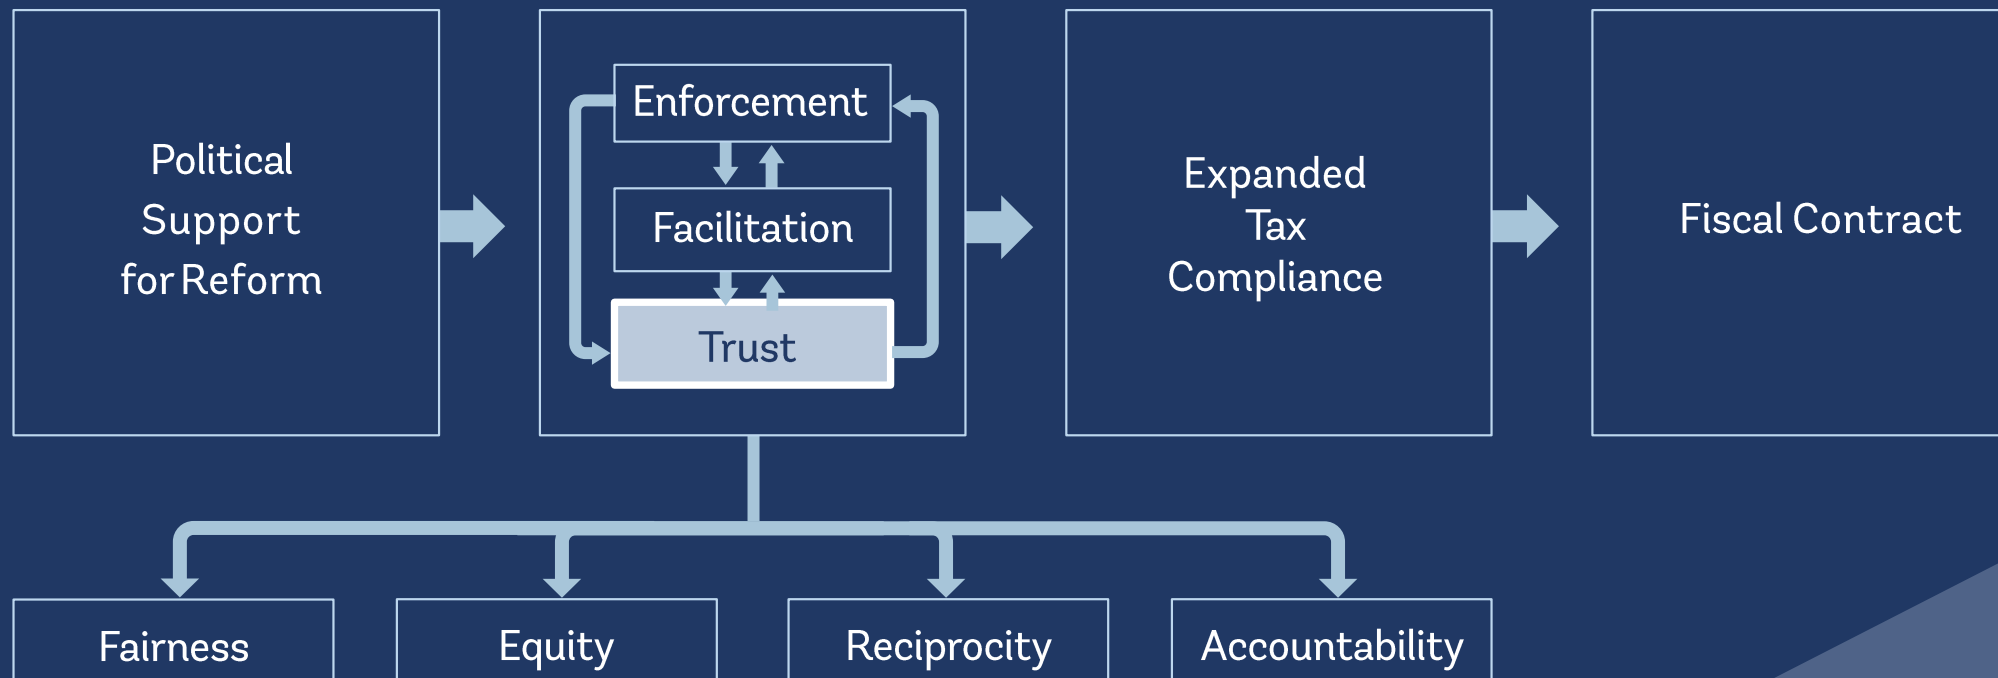 Political
Support
for Reform
Enforcement
Facilitation
Trust
Expanded
Tax
Compliance
Fiscal Contract
Fairness
Equity
Reciprocity
Accountability